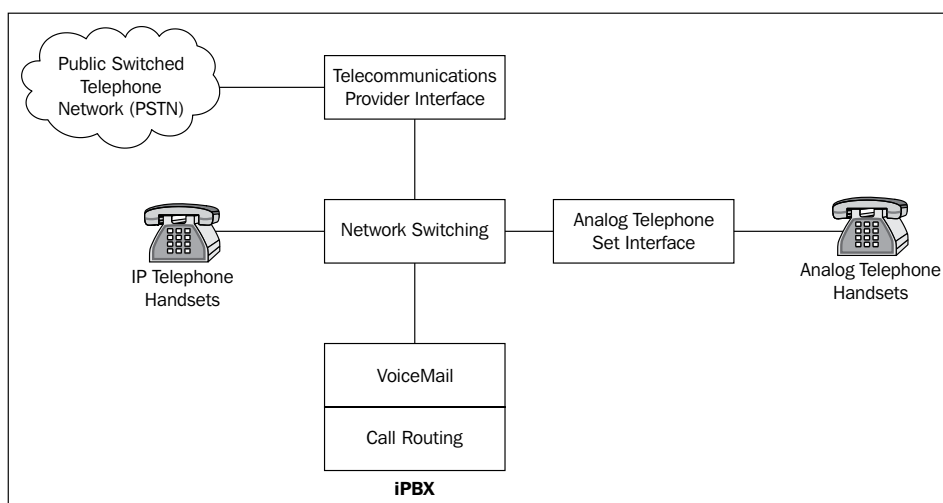 Public Switched
Telephone
Network (PSTN)
Telecommunications
Provider Interface
IP Telephone
Handsets
Network Switching
Analog Telephone
Set Interface
Analog Telephone
Handsets
VoiceMail
Call Routing
iPBX